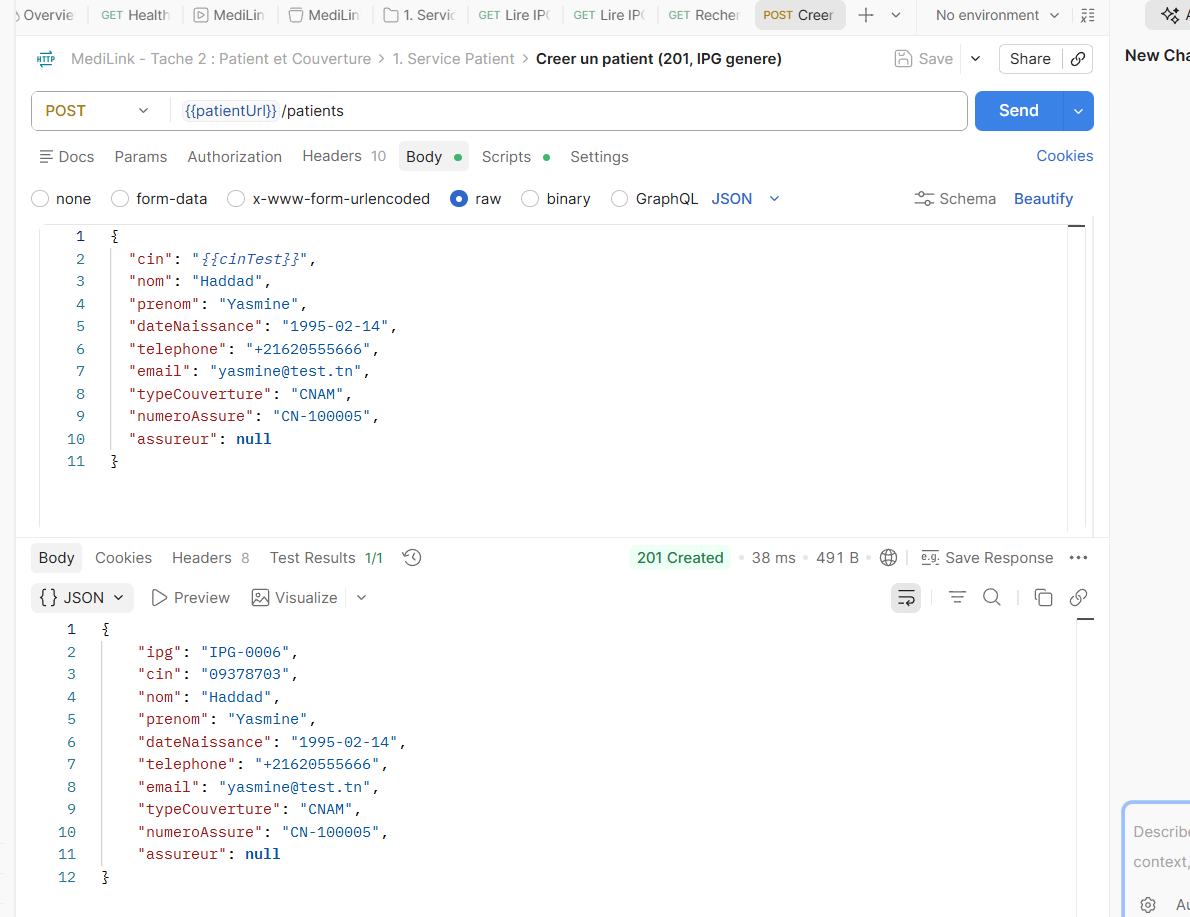 Overvie GET Health MediLin MediLin 1. Servic GET Lire IPG GET Lire IPG GET Recher POST Creer No environment
HTTP MediLink - Tache 2 : Patient et Couverture > 1. Service Patient > Creer un patient (201, IPG genere) Save Share New Cha
POST {{patientUrl}} /patients Send
Docs Params Authorization Headers 10 Body Scripts Settings Cookies
none form-data x-www-form-urlencoded raw binary GraphQL JSON Schema Beautify
1 {
2 "cin": "{{cinTest}}",
3 "nom": "Haddad",
4 "prenom": "Yasmine",
5 "dateNaissance": "1995-02-14",
6 "telephone": "+21620555666",
7 "email": "yasmine@test.tn",
8 "typeCouverture": "CNAM",
9 "numeroAssure": "CN-100005",
10 "assureur": null
11 }
Body Cookies Headers 8 Test Results 1/1 201 Created 38 ms 491 B e.g. Save Response
{} JSON Preview Visualize
1 {
2 "ipg": "IPG-0006",
3 "cin": "09378703",
4 "nom": "Haddad",
5 "prenom": "Yasmine",
6 "dateNaissance": "1995-02-14",
7 "telephone": "+21620555666",
8 "email": "yasmine@test.tn",
9 "typeCouverture": "CNAM",
10 "numeroAssure": "CN-100005",
11 "assureur": null
12 }
Describe
context,
Au